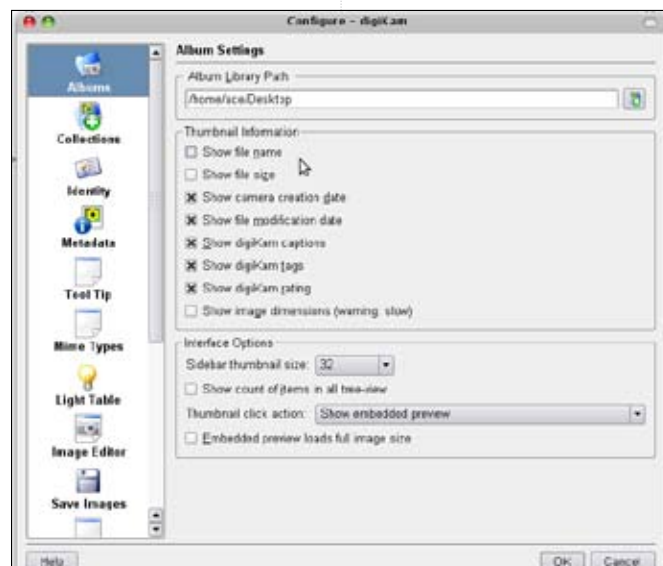 Configure – digiKam
Albums
Collections
Identity
Metadata
Tool Tip
Mime Types
Light Table
Image Editor
Save Images
Album Settings
Album Library Path
/home/sce/Desktop
Thumbnail Information
Show file name
Show file size
Show camera creation date
Show file modification date
Show digiKam captions
Show digiKam tags
Show digiKam rating
Show image dimensions (warning: slow)
Interface Options
Sidebar thumbnail size: 32
Show count of items in all tree-view
Thumbnail click action: Show embedded preview
Embedded preview loads full image size
Help
OK
Cancel